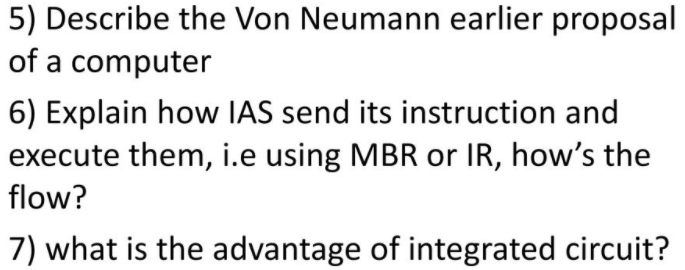 5) Describe the Von Neumann earlier proposal
of a computer
6) Explain how IAS send its instruction and
execute them, i.e using MBR or IR, how’s the
flow?
7) what is the advantage of integrated circuit?